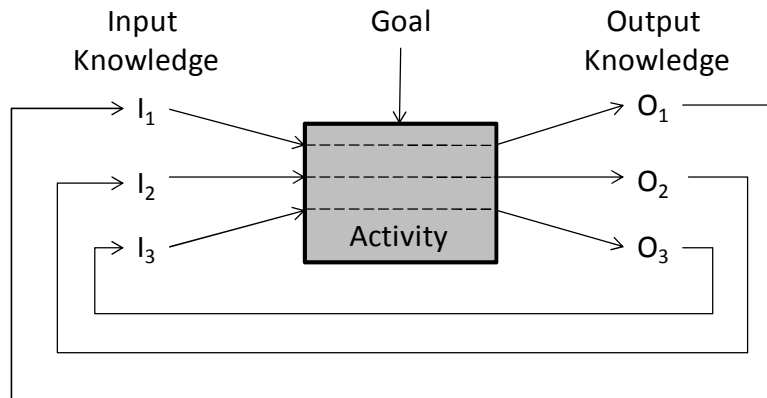 Input
Knowledge
Goal
Output
Knowledge
I₁
O₁
I₂
O₂
I₃
O₃
Activity